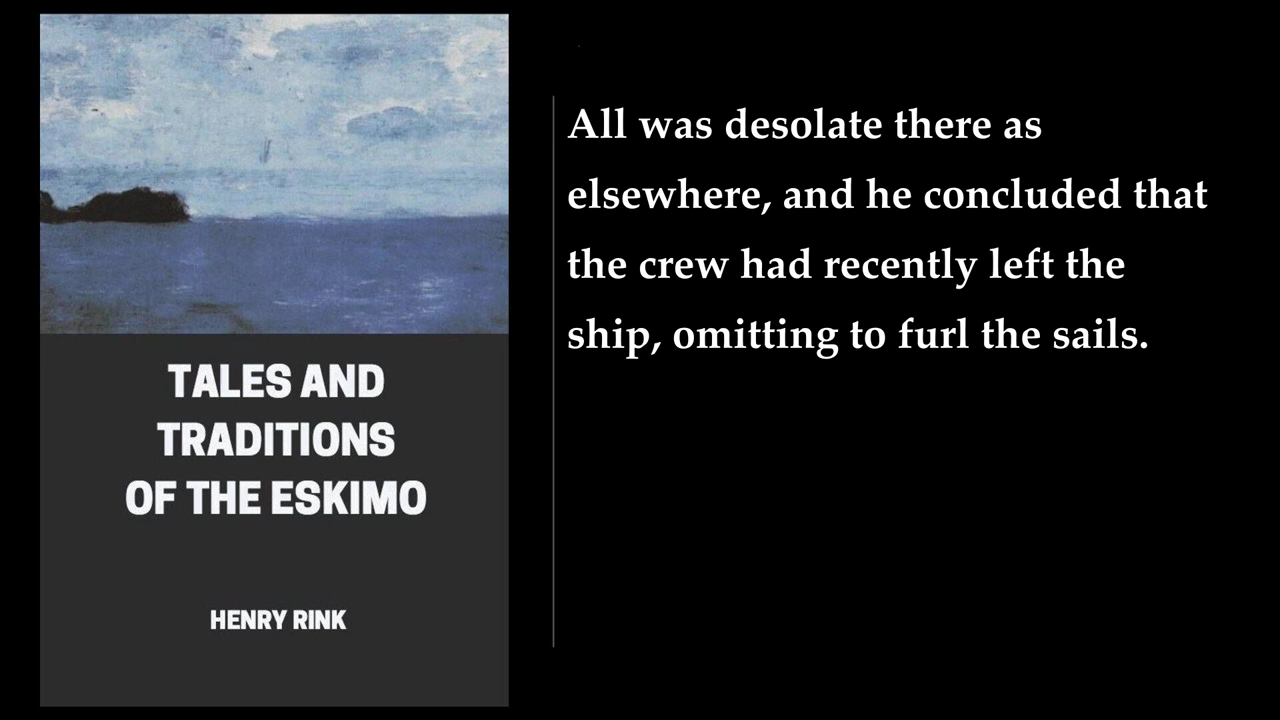 TALES AND
TRADITIONS
OF THE ESKIMO
HENRY RINK
All was desolate there as
elsewhere, and he concluded that
the crew had recently left the
ship, omitting to furl the sails.